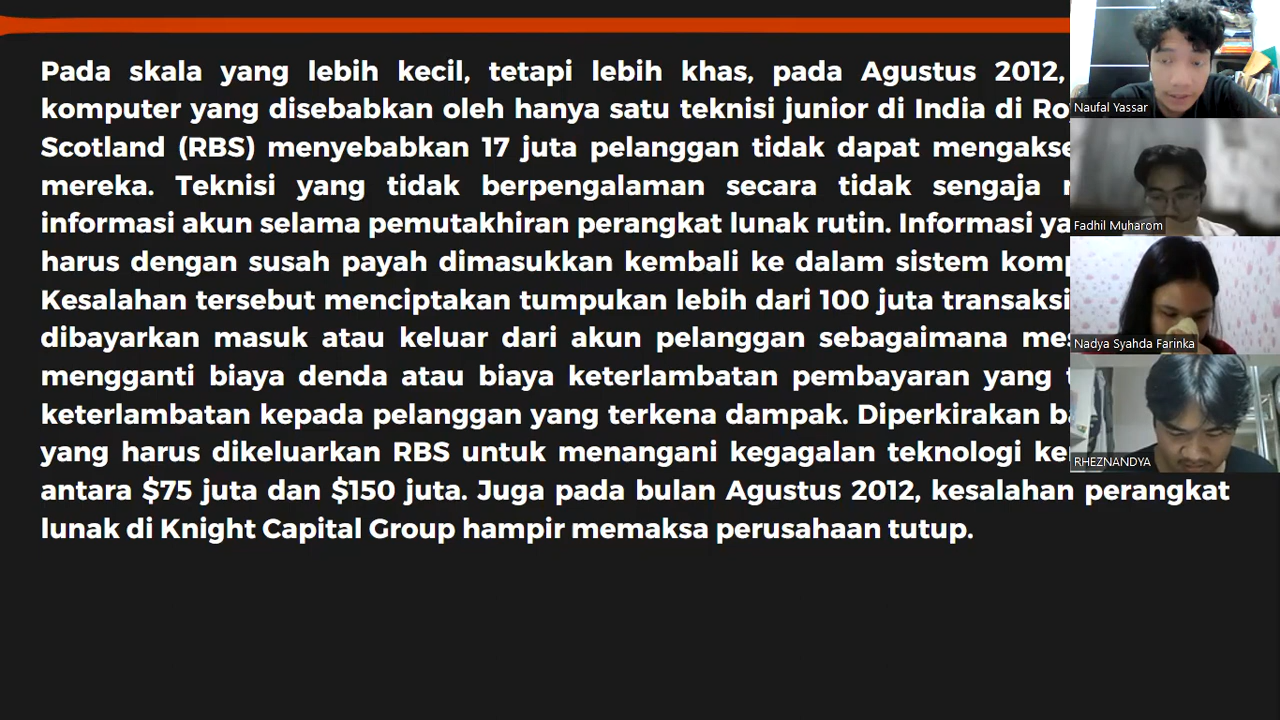 Pada skala yang lebih kecil, tetapi lebih khas, pada Agustus 2012,
komputer yang disebabkan oleh hanya satu teknisi junior di India di
Scotland (RBS) menyebabkan 17 juta pelanggan tidak dapat
mereka. Teknisi yang tidak berpengalaman secara tidak sengaja
informasi akun selama pemutakhiran perangkat lunak rutin. Informasi
harus dengan susah payah dimasukkan kembali ke dalam sistem
Kesalahan tersebut menciptakan tumpukan lebih dari 100 juta transaksi
dibayarkan masuk atau keluar dari akun pelanggan sebagaimana
mengganti biaya denda atau biaya keterlambatan pembayaran yang
keterlambatan kepada pelanggan yang terkena dampak. Diperkirakan
yang harus dikeluarkan RBS untuk menangani kegagalan teknologi
antara $75 juta dan $150 juta. Juga pada bulan Agustus 2012, kesalahan perangkat
lunak di Knight Capital Group hampir memaksa perusahaan tutup.
Naufal Yassar
Fadhil Muharom
Nadya Syahda Farinka
RHEZNANDYA